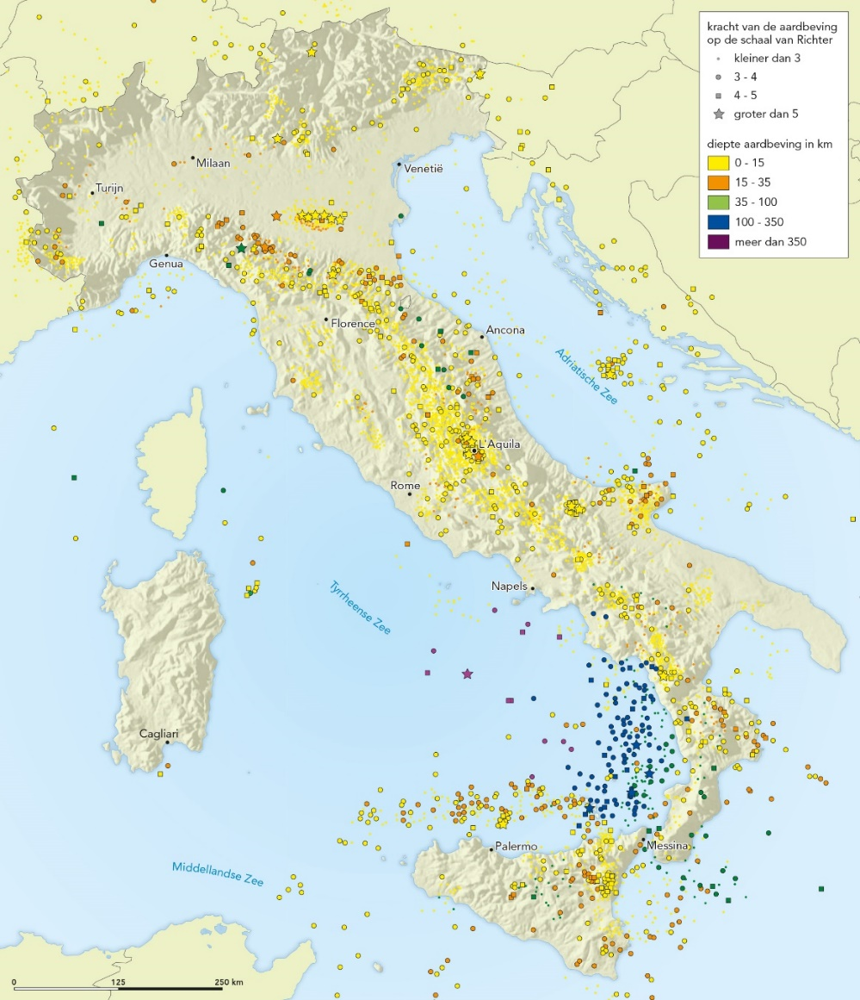 kracht van de aardbeving
op de schaal van Richter
kleiner dan 3
3 - 4
4 - 5
groter dan 5
diepte aardbeving in km
0 - 15
15 - 35
35 - 100
100 - 350
meer dan 350
Milaan
Venetië
Turijn
Genua
Florence
Ancona
Adriatische Zee
L'Aquila
Rome
Napels
Tyrrheense Zee
Cagliari
Palermo
Messina
Middellandse Zee
0 125 250 km